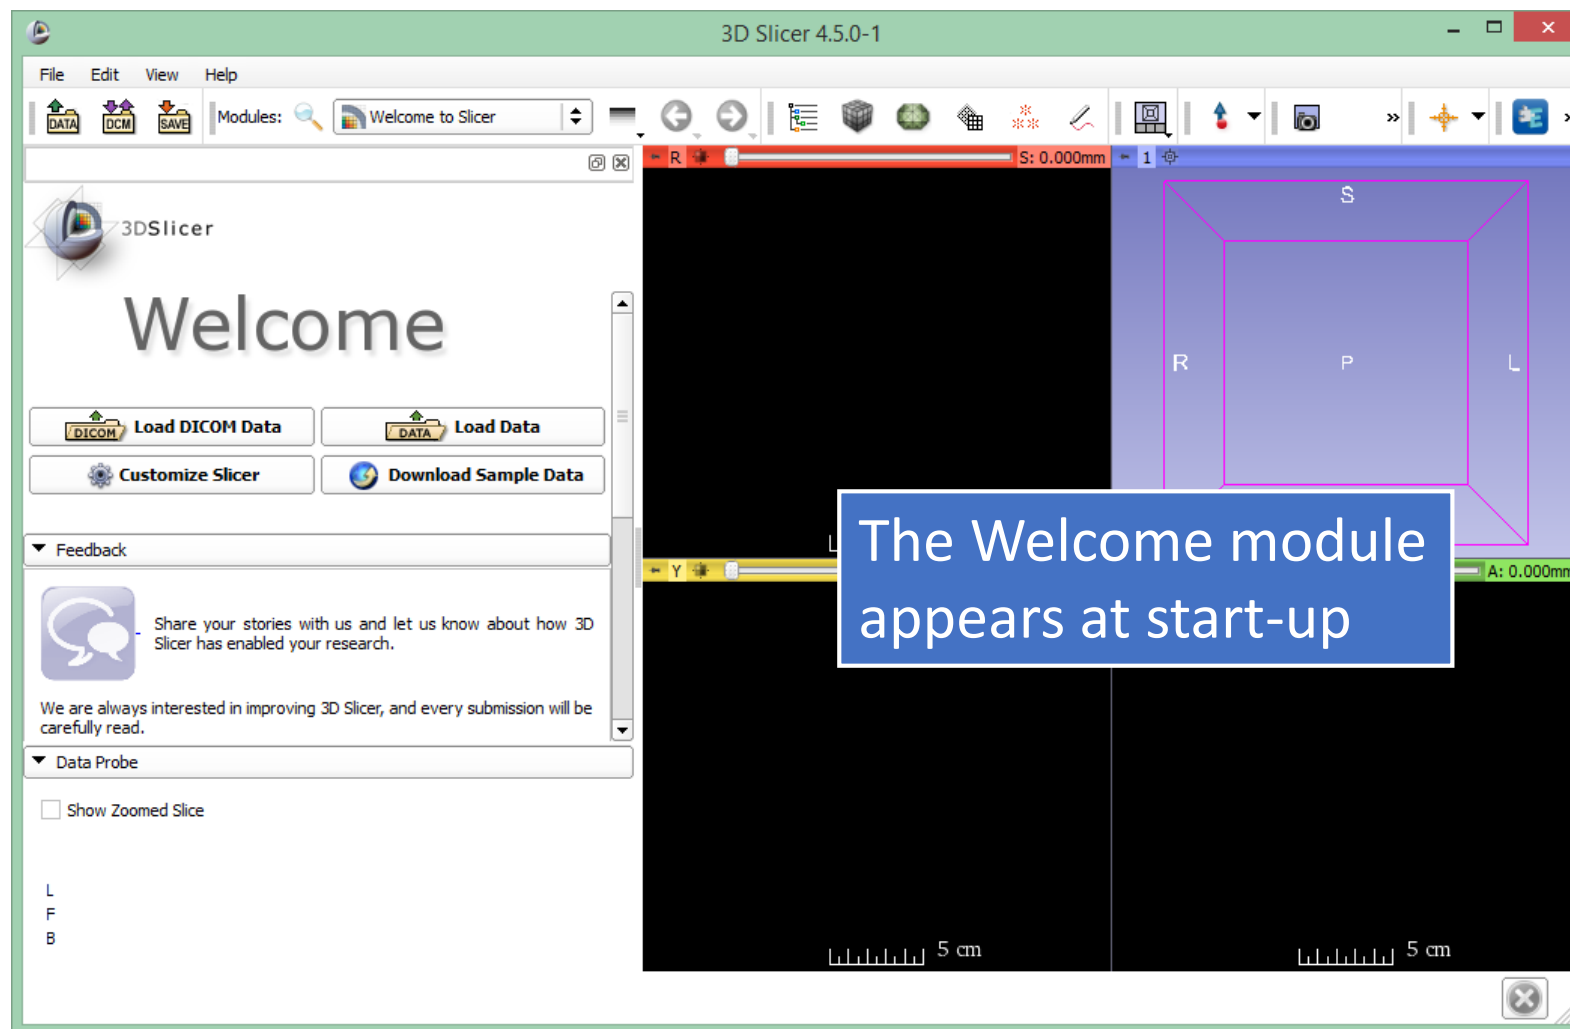 3D Slicer 4.5.0-1
File Edit View Help
DATA DCM SAVE Modules: Welcome to Slicer
R S: 0.000mm 1
3DSlicer
Welcome
S
R P L
DICOM Load DICOM Data DATA Load Data
Customize Slicer Download Sample Data
The Welcome module
appears at start-up
Feedback
Y A: 0.000mm
Share your stories with us and let us know about how 3D
Slicer has enabled your research.
We are always interested in improving 3D Slicer, and every submission will be
carefully read.
Data Probe
Show Zoomed Slice
L
F
B
5 cm 5 cm